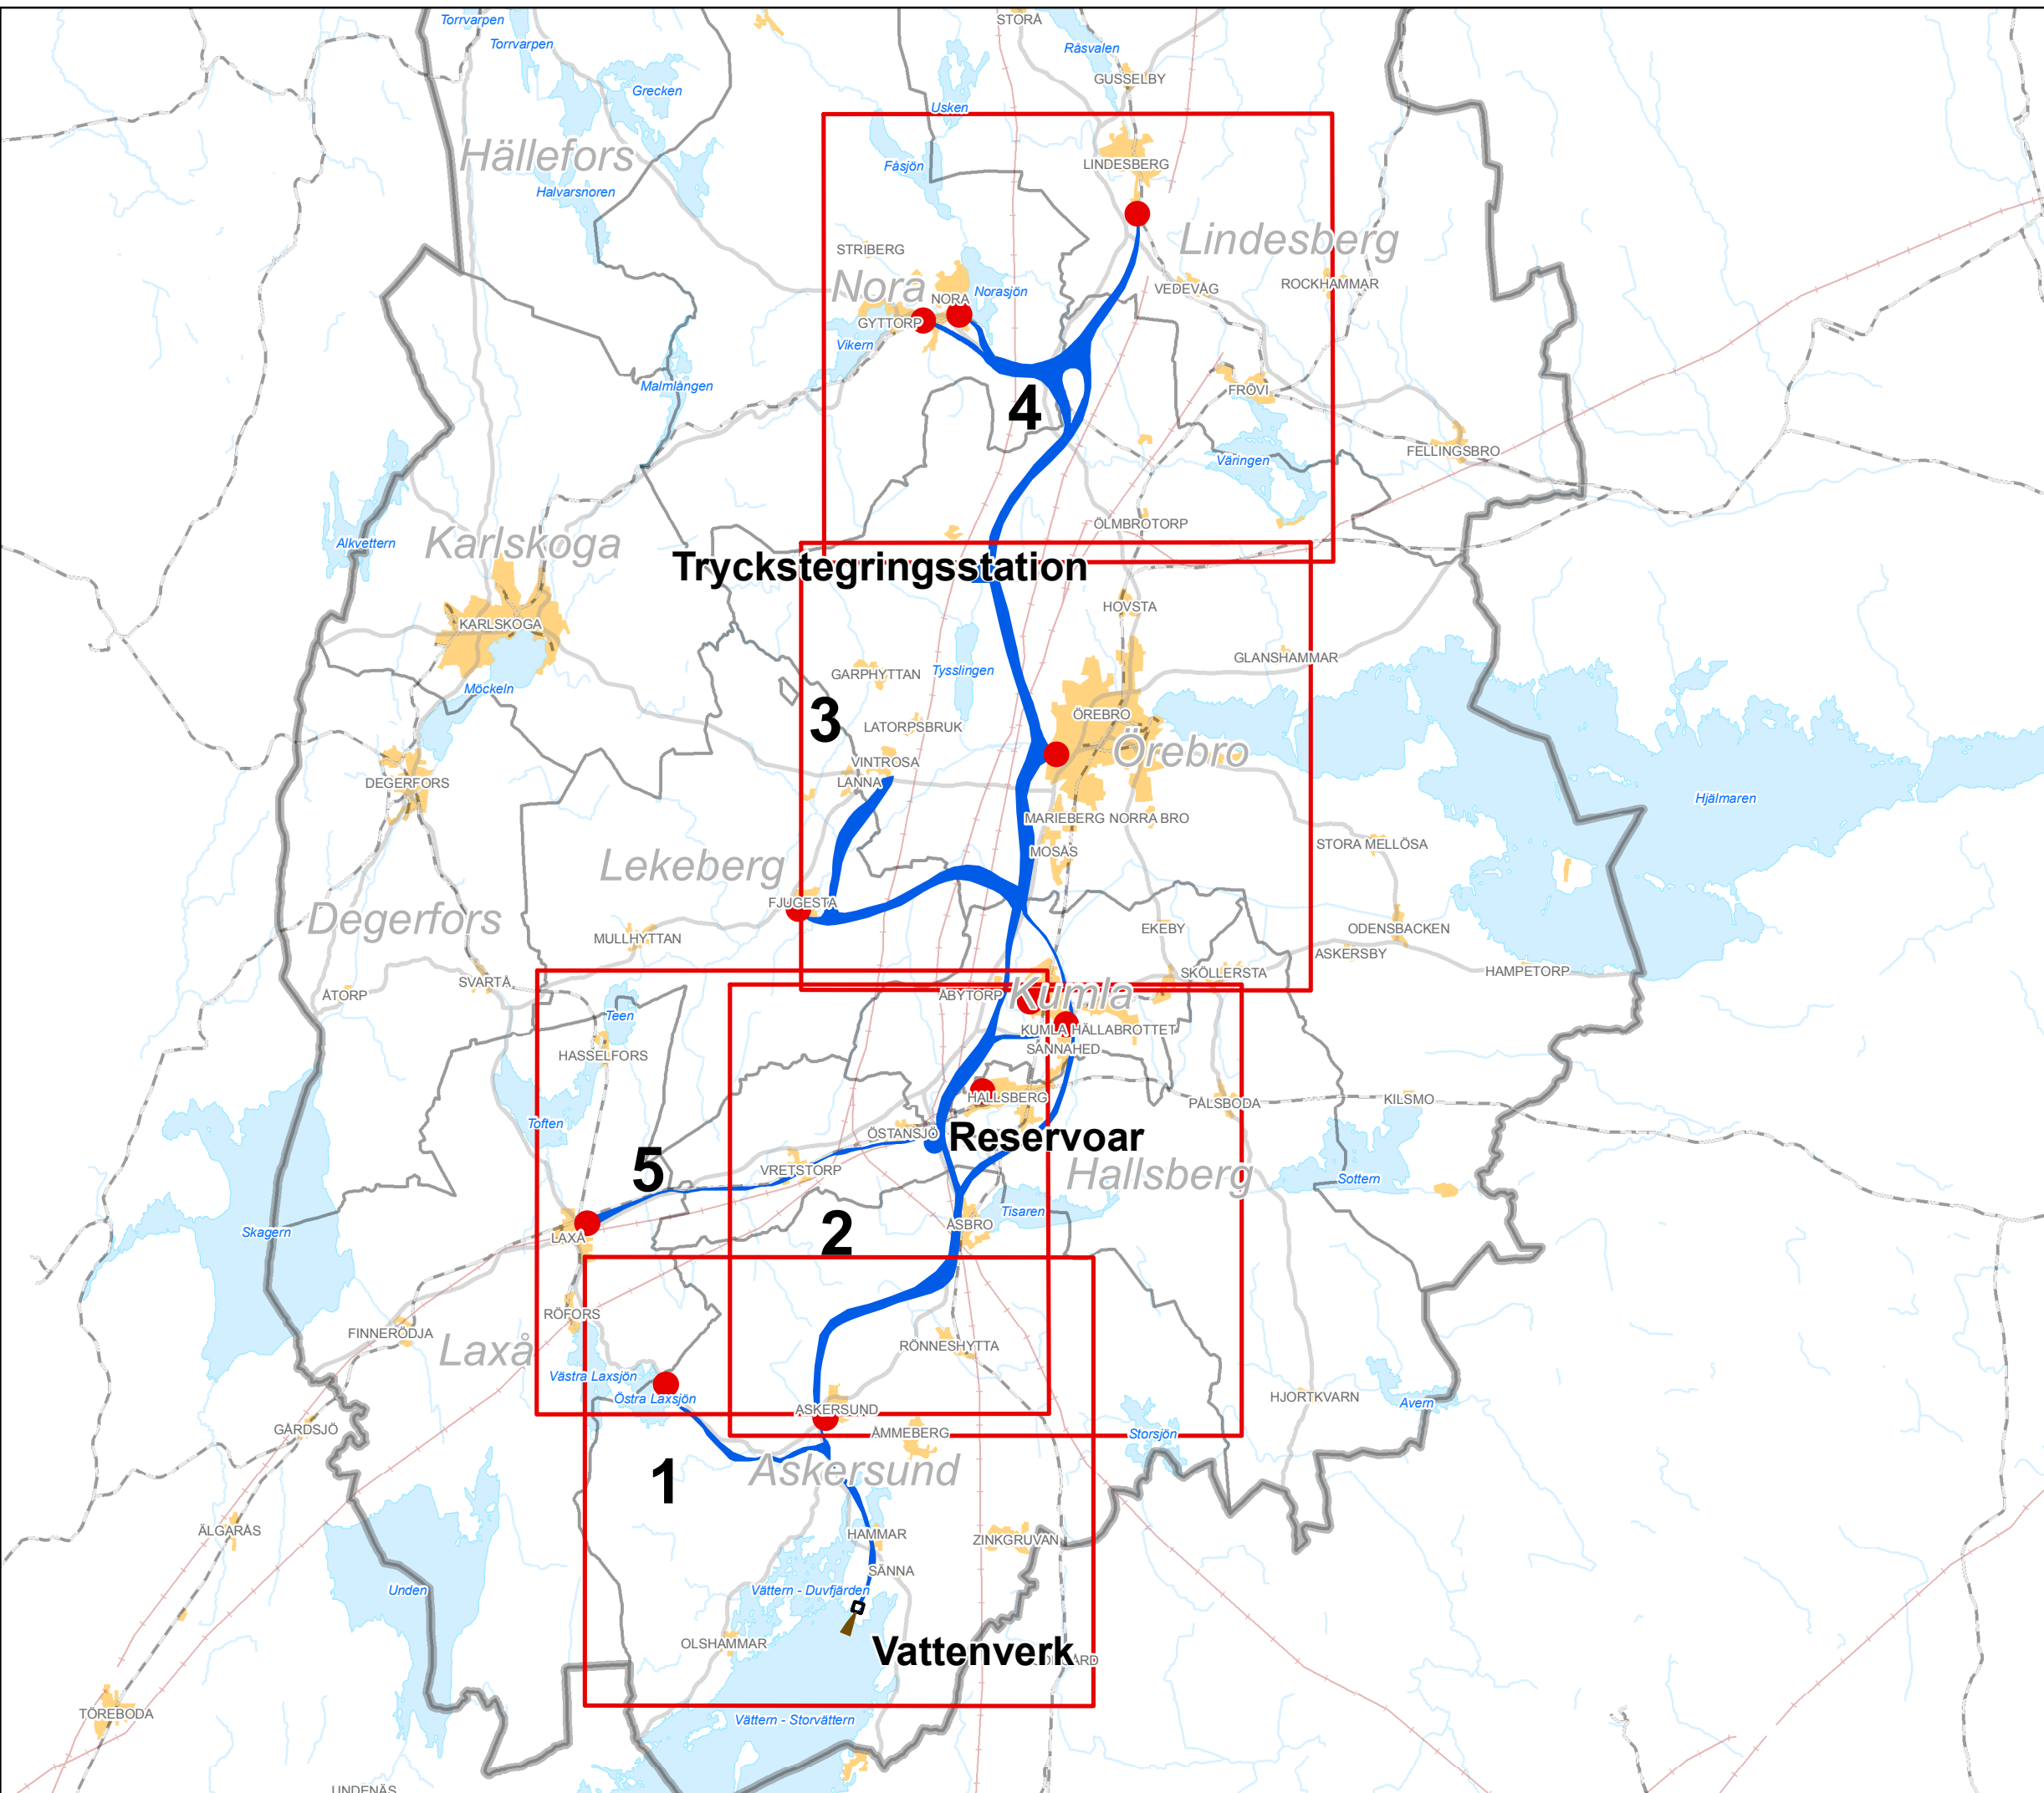 Torrvarpen
STORÅ
Torrvarpen
Råsvalen
GUSSELBY
Grecken
Usken
Hällefors
LINDESBERG
Fåsjön
Halvarsnoren
Lindesberg
STRIBERG
Nora
NORA
Norasjön
VEDEVÅG
ROCKHAMMAR
GYTTORP
Vikern
Malmlången
FRÖVI
4
FELLINGSBRO
Väringen
ÖLMBROTORP
Karlskoga
Alkvettern
Tryckstegringsstation
HOVSTA
KARLSKOGA
GLANSHAMMAR
GARPHYTTAN
Tysslingen
Möckeln
3
ÖREBRO
LATORPSBRUK
Örebro
VINTROSA
DEGERFORS
LANNA
Hjälmaren
MARIEBERG
NORRA BRO
STORA MELLÖSA
MOSÅS
Lekeberg
FJUGESTA
Degerfors
EKEBY
ODENSBACKEN
MULLHYTTAN
ASKERSBY
SKÖLLERSTA
HAMPETORP
SVARTÅ
ÅTORP
ÅBYTORP
Kumla
Teen
KUMLA
HÄLLABROTTET
HASSELFORS
SANNAHED
HALLSBERG
PÅLSBODA
KILSMO
Toften
ÖSTANSJÖ
Reservoar
5
VRETSTORP
Hallsberg
Sottern
Tisaren
2
ÅSBRO
Skagern
LAXÅ
RÖFORS
FINNERÖDJA
Laxå
RÖNNESHYTTA
Västra Laxsjön
Östra Laxsjön
HJORTKVARN
Avern
ASKERSUND
GÅRDSJÖ
ÅMMEBERG
Storsjön
Askersund
1
ÄLGARÅS
HAMMAR
ZINKGRUVAN
SÄNNA
Unden
Vättern - Duvfjärden
OLSHAMMAR
Vattenverk
TÖREBODA
Vättern - Storvättern
UNDENÄS